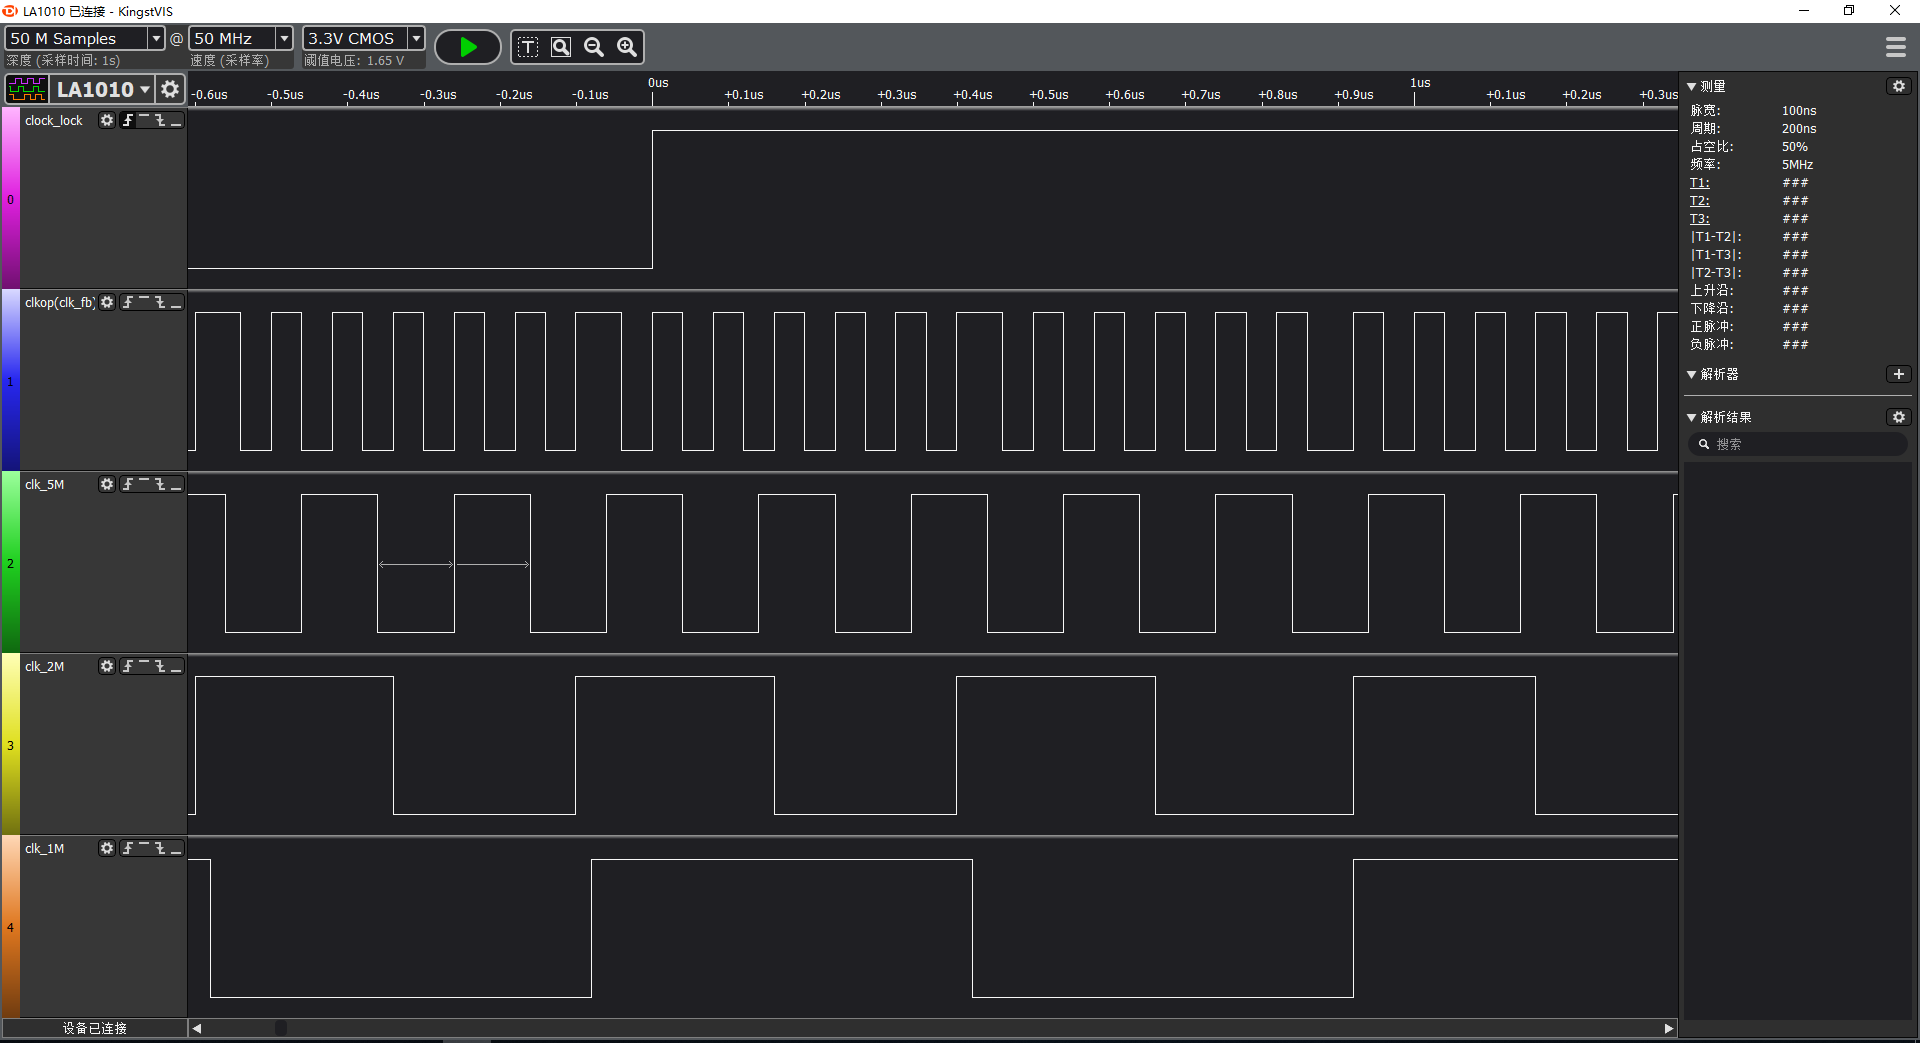 LA1010 已连接 - KingstVIS
50 M Samples @ 50 MHz 3.3V CMOS
深度 (采样时间: 1s) 速度 (采样率) 阈值电压: 1.65 V
LA1010
0us 1us
-0.6us -0.5us -0.4us -0.3us -0.2us -0.1us +0.1us +0.2us +0.3us +0.4us +0.5us +0.6us +0.7us +0.8us +0.9us +0.1us +0.2us +0.3us
clock_lock
0
clkop(clk_fb)
1
clk_5M
2
clk_2M
3
clk_1M
4
设备已连接
测量
脉宽: 100ns
周期: 200ns
占空比: 50%
频率: 5MHz
T1: ###
T2: ###
T3: ###
|T1-T2|: ###
|T1-T3|: ###
|T2-T3|: ###
上升沿: ###
下降沿: ###
正脉冲: ###
负脉冲: ###
解析器
解析结果
搜索